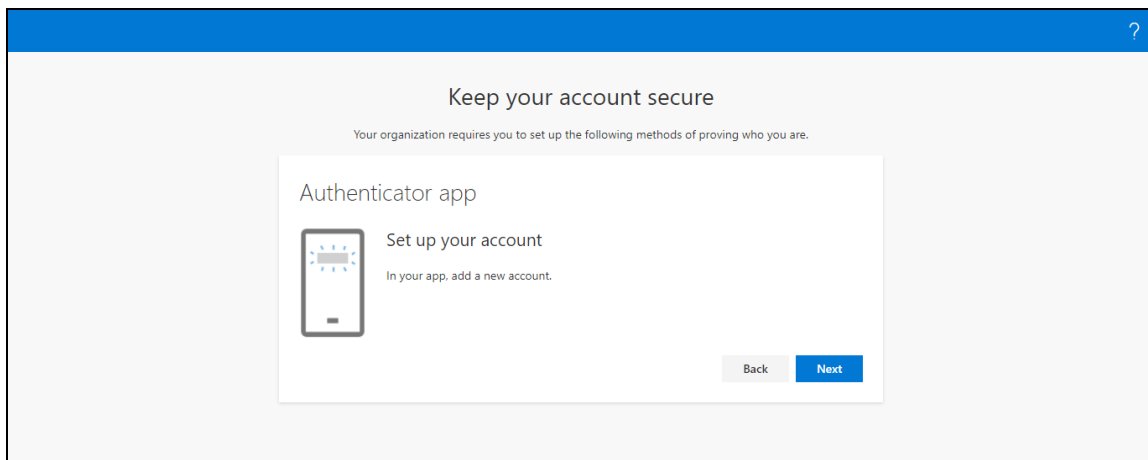 ?
Keep your account secure
Your organization requires you to set up the following methods of proving who you are.
Authenticator app
Set up your account
In your app, add a new account.
Back Next